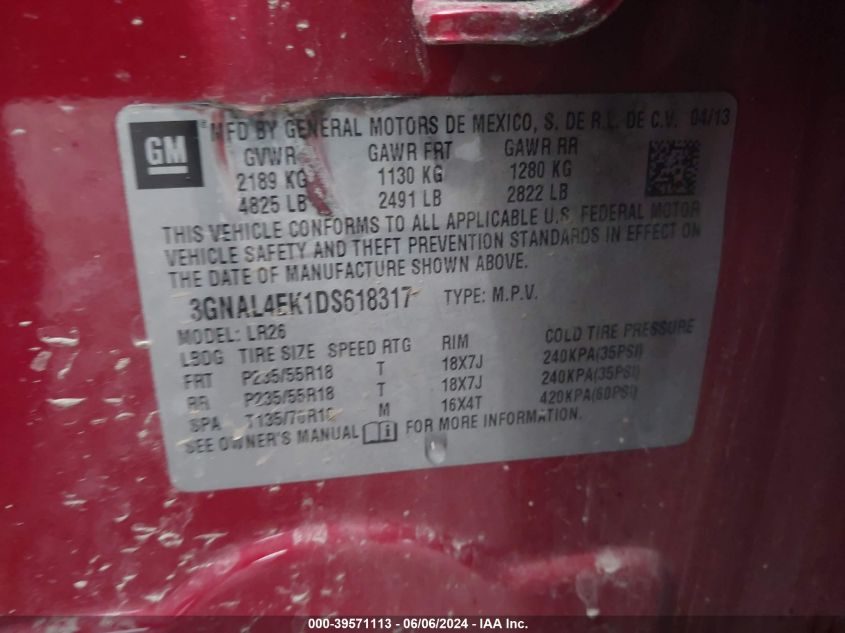 GM
® MFD BY GENERAL MOTORS DE MEXICO, S. DE R.L. DE C.V. 04/13
GVWR GAWR FRT GAWR RR
2189 KG 1130 KG 1280 KG
4825 LB 2491 LB 2822 LB
THIS VEHICLE CONFORMS TO ALL APPLICABLE U.S. FEDERAL MOTOR
VEHICLE SAFETY AND THEFT PREVENTION STANDARDS IN EFFECT ON
THE DATE OF MANUFACTURE SHOWN ABOVE.
3GNAL4EK1DS618317 TYPE: M.P.V.
MODEL: LR26
TIRE SIZE SPEED RTG RIM COLD TIRE PRESSURE
FRT P235/55R18 T 18X7J 240KPA(35PSI)
RR P235/55R18 T 18X7J 240KPA(35PSI)
SPA T135/70R16 M 16X4T 420KPA(60PSI)
SEE OWNER'S MANUAL FOR MORE INFORMATION.
000-39571113 - 06/06/2024 - IAA Inc.